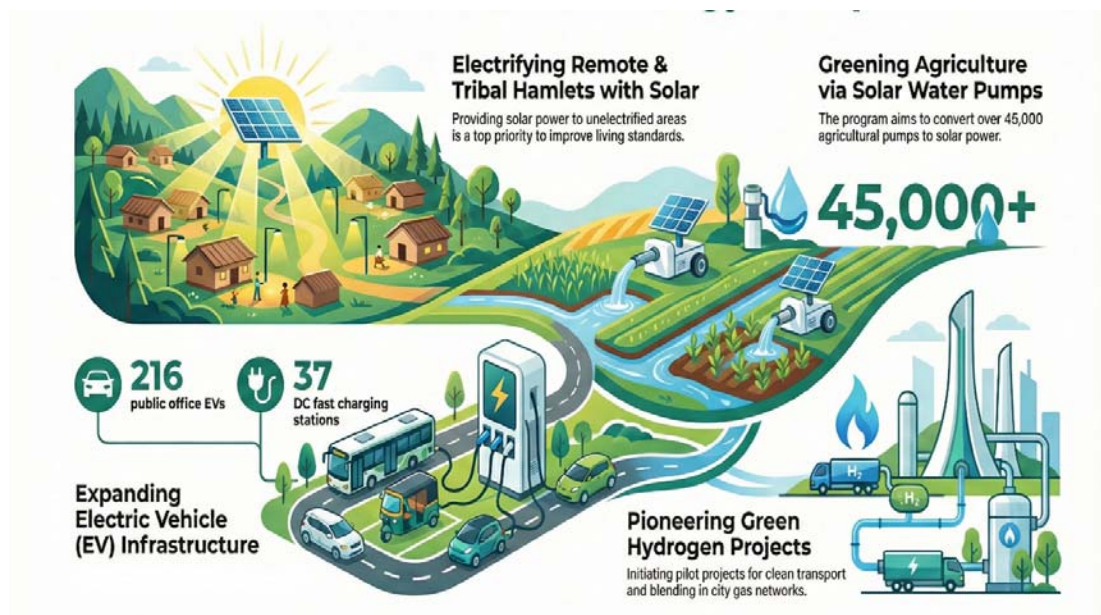 Electrifying Remote &
Tribal Hamlets with Solar
Providing solar power to unelectrified areas
is a top priority to improve living standards.
Greening Agriculture
via Solar Water Pumps
The program aims to convert over 45,000
agricultural pumps to solar power.
45,000+
216
public office EVs
37
DC fast charging
stations
Expanding
Electric Vehicle
(EV) Infrastructure
H₂
H₂
Pioneering Green
Hydrogen Projects
Initiating pilot projects for clean transport
and blending in city gas networks.